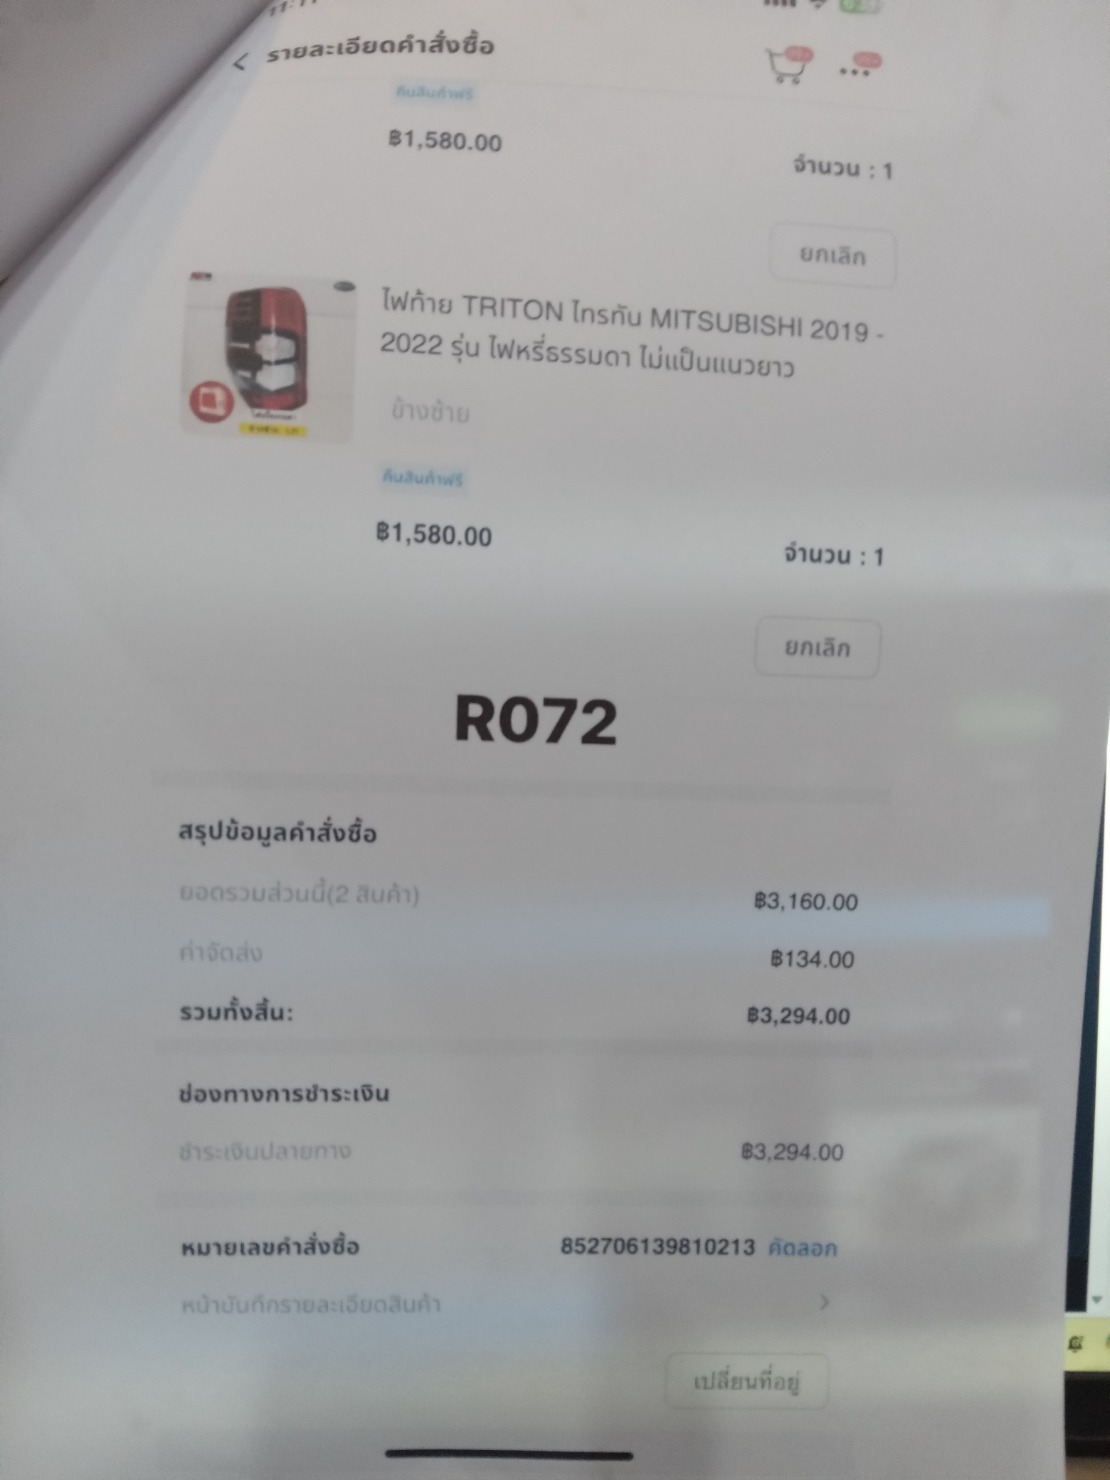 รายละเอียดคำสั่งซื้อ
คืนสินค้าฟรี
฿1,580.00
จำนวน : 1
ยกเลิก
ไฟท้าย TRITON ไทรทัน MITSUBISHI 2019 -
2022 รุ่น ไฟหรี่ธรรมดา ไม่แป็นแนวยาว
ข้างซ้าย
คืนสินค้าฟรี
฿1,580.00
จำนวน : 1
ยกเลิก
R072
สรุปข้อมูลคำสั่งซื้อ
ยอดรวมส่วนนี้(2 สินค้า) ฿3,160.00
ค่าจัดส่ง ฿134.00
รวมทั้งสิ้น: ฿3,294.00
ช่องทางการชำระเงิน
ชำระเงินปลายทาง ฿3,294.00
หมายเลขคำสั่งซื้อ 852706139810213 คัดลอก
หน้าบันทึกรายละเอียดสินค้า
เปลี่ยนที่อยู่